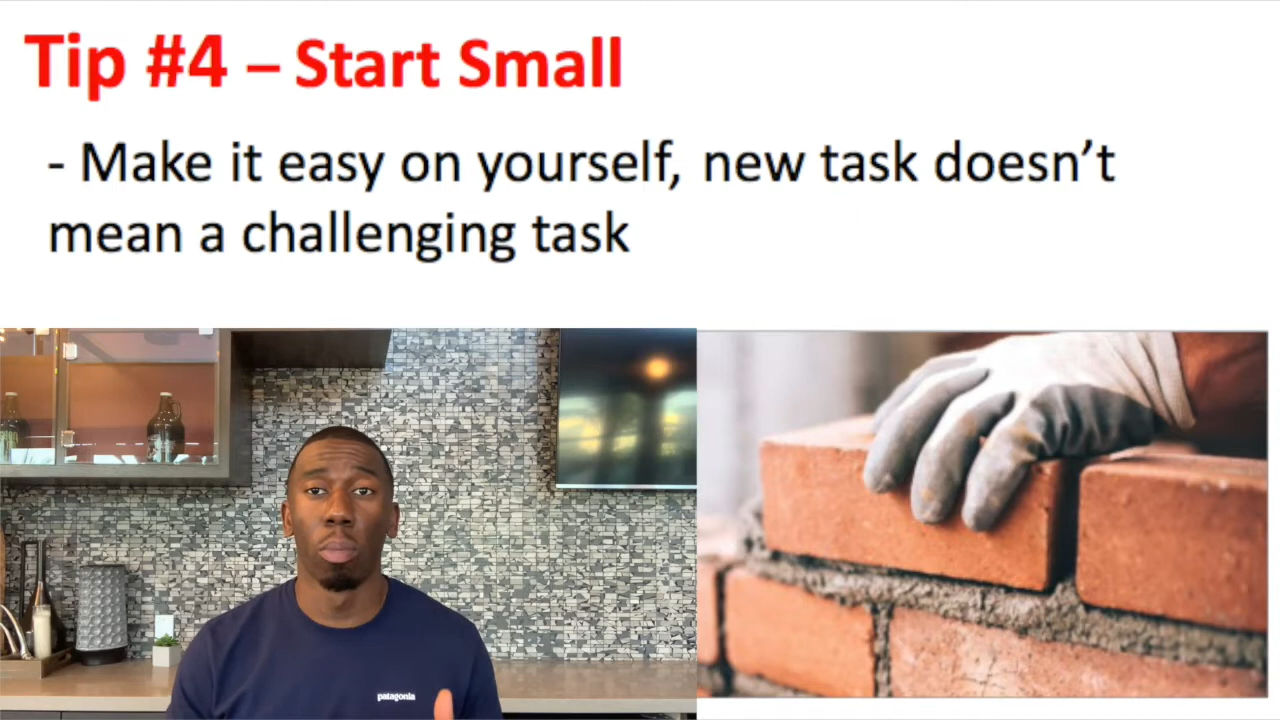 Tip #4 – Start Small
- Make it easy on yourself, new task doesn’t
mean a challenging task
patagonia